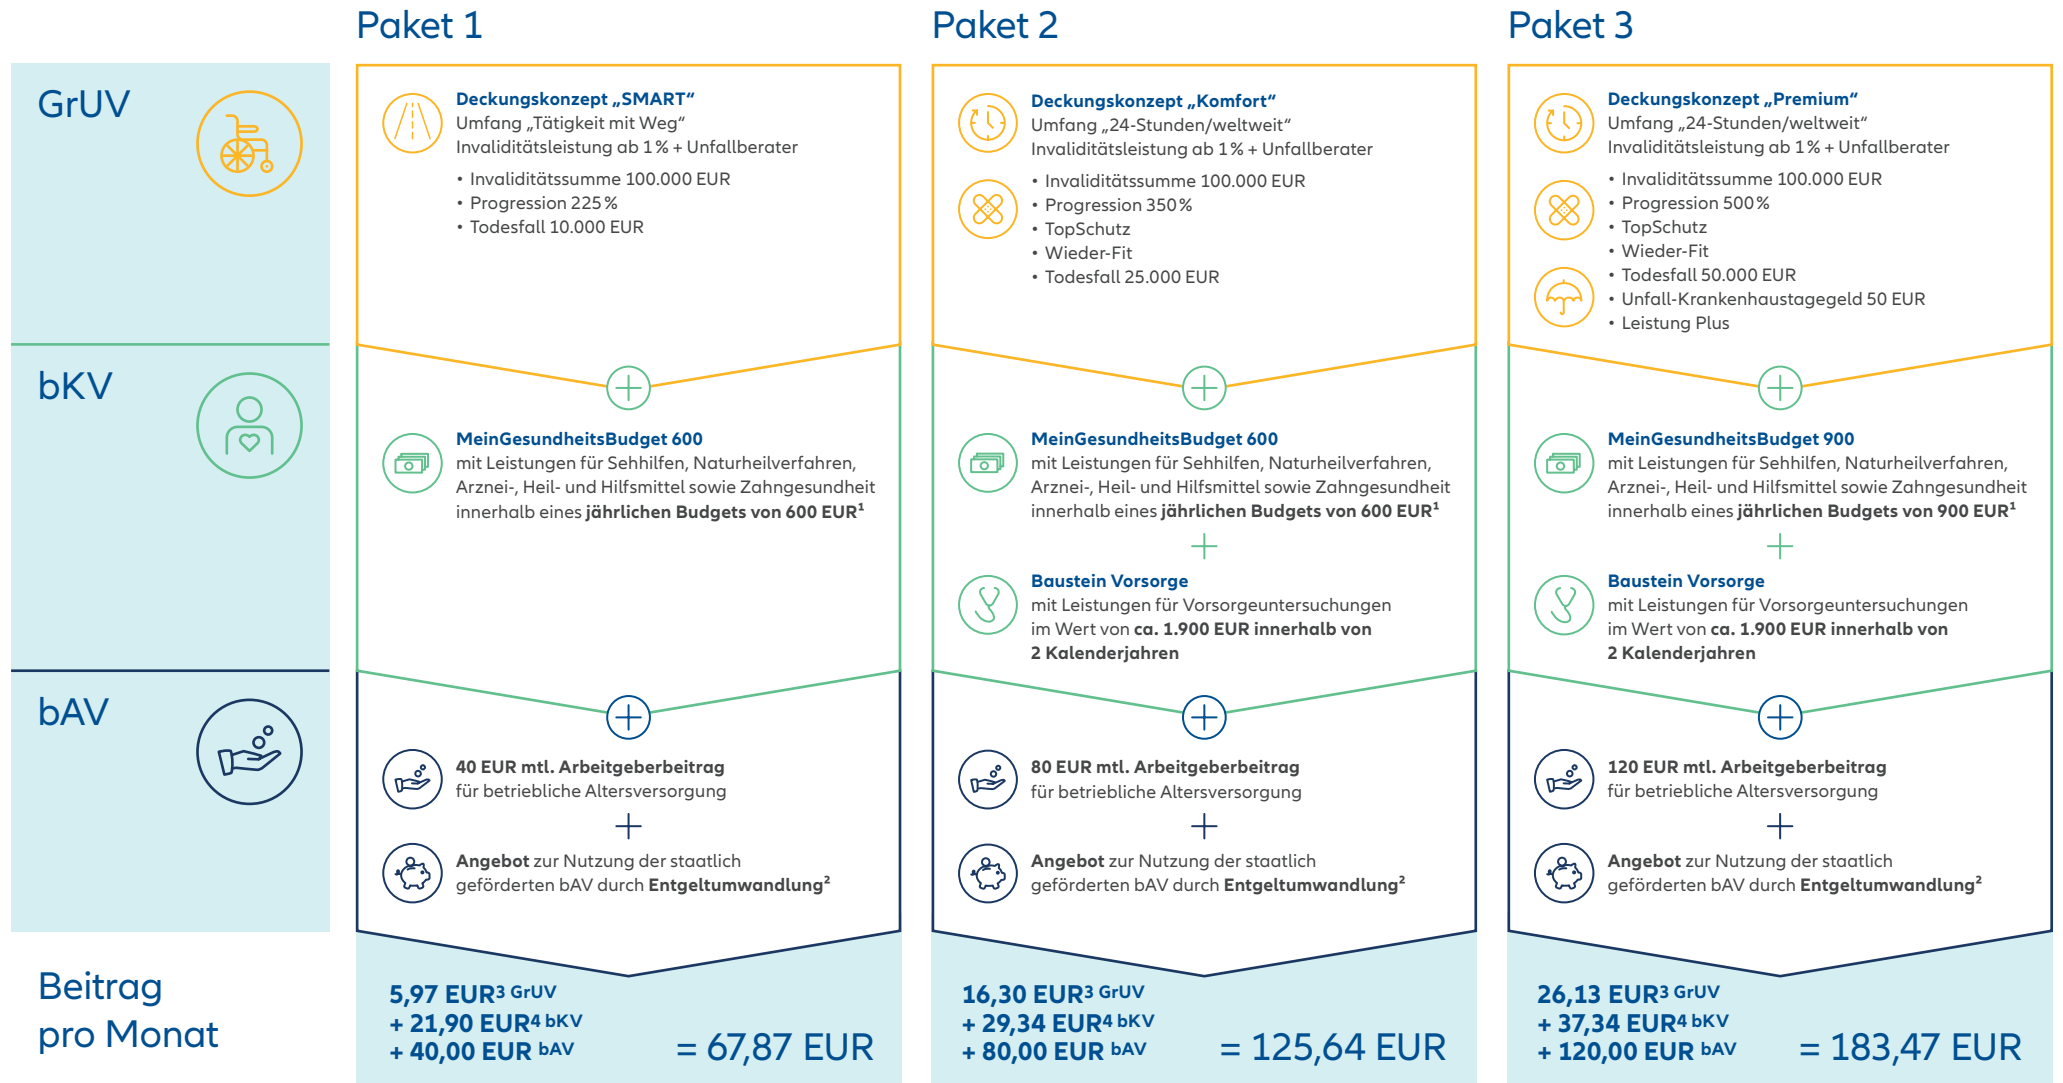 Paket 1
Paket 2
Paket 3
GrUV
Deckungskonzept „SMART“
Umfang „Tätigkeit mit Weg“
Invaliditätsleistung ab 1 % + Unfallberater
• Invaliditätssumme 100.000 EUR
• Progression 225 %
• Todesfall 10.000 EUR
Deckungskonzept „Komfort“
Umfang „24-Stunden/weltweit“
Invaliditätsleistung ab 1 % + Unfallberater
• Invaliditätssumme 100.000 EUR
• Progression 350 %
• TopSchutz
• Wieder-Fit
• Todesfall 25.000 EUR
Deckungskonzept „Premium“
Umfang „24-Stunden/weltweit“
Invaliditätsleistung ab 1 % + Unfallberater
• Invaliditätssumme 100.000 EUR
• Progression 500 %
• TopSchutz
• Wieder-Fit
• Todesfall 50.000 EUR
• Unfall-Krankenhaustagegeld 50 EUR
• Leistung Plus
bKV
MeinGesundheitsBudget 600
mit Leistungen für Sehhilfen, Naturheilverfahren,
Arznei-, Heil- und Hilfsmittel sowie Zahngesundheit
innerhalb eines jährlichen Budgets von 600 EUR¹
MeinGesundheitsBudget 600
mit Leistungen für Sehhilfen, Naturheilverfahren,
Arznei-, Heil- und Hilfsmittel sowie Zahngesundheit
innerhalb eines jährlichen Budgets von 600 EUR¹
+
Baustein Vorsorge
mit Leistungen für Vorsorgeuntersuchungen
im Wert von ca. 1.900 EUR innerhalb von
2 Kalenderjahren
MeinGesundheitsBudget 900
mit Leistungen für Sehhilfen, Naturheilverfahren,
Arznei-, Heil- und Hilfsmittel sowie Zahngesundheit
innerhalb eines jährlichen Budgets von 900 EUR¹
+
Baustein Vorsorge
mit Leistungen für Vorsorgeuntersuchungen
im Wert von ca. 1.900 EUR innerhalb von
2 Kalenderjahren
bAV
40 EUR mtl. Arbeitgeberbeitrag
für betriebliche Altersversorgung
+
Angebot zur Nutzung der staatlich
geförderten bAV durch Entgeltumwandlung²
80 EUR mtl. Arbeitgeberbeitrag
für betriebliche Altersversorgung
+
Angebot zur Nutzung der staatlich
geförderten bAV durch Entgeltumwandlung²
120 EUR mtl. Arbeitgeberbeitrag
für betriebliche Altersversorgung
+
Angebot zur Nutzung der staatlich
geförderten bAV durch Entgeltumwandlung²
Beitrag
pro Monat
5,97 EUR³ GrUV
+ 21,90 EUR⁴ bKV
+ 40,00 EUR bAV
= 67,87 EUR
16,30 EUR³ GrUV
+ 29,34 EUR⁴ bKV
+ 80,00 EUR bAV
= 125,64 EUR
26,13 EUR³ GrUV
+ 37,34 EUR⁴ bKV
+ 120,00 EUR bAV
= 183,47 EUR